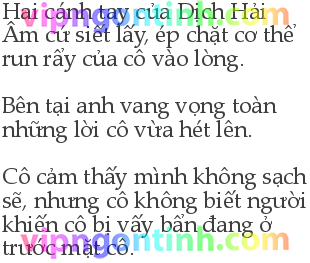 Hai cánh tay của Dịch Hải
Âm cứ siết lấy, ép chặt cơ thể
run rẩy của cô vào lòng.
Bên tại anh vang vọng toàn
những lời cô vừa hét lên.
Cô cảm thấy mình không sạch
sẽ, nhưng cô không biết người
khiến cô bị vấy bẩn đang ở
trước mặt cô.
vipngontinh.com
vipngontinh.com